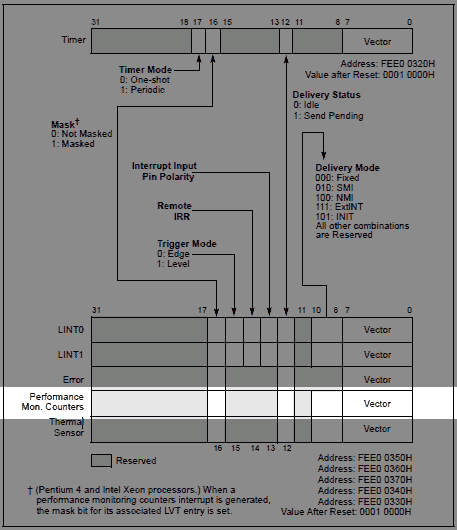 31 18 17 16 15 13 12 11 8 7 0
Timer Vector
Address: FEE0 0320H
Value after Reset: 0001 0000H
Timer Mode
0: One-shot
1: Periodic
Delivery Status
0: Idle
1: Send Pending
Mask†
0: Not Masked
1: Masked
Interrupt Input
Pin Polarity
Delivery Mode
000: Fixed
010: SMI
100: NMI
111: ExtINT
101: INIT
All other combinations
are Reserved
Remote
IRR
Trigger Mode
0: Edge
1: Level
31 17 11 10 8 7 0
LINT0 Vector
LINT1 Vector
Error Vector
Performance
Mon. Counters Vector
Thermal
Sensor Vector
16 15 14 13 12
Reserved
† (Pentium 4 and Intel Xeon processors.) When a
performance monitoring counters interrupt is generated,
the mask bit for its associated LVT entry is set.
Address: FEE0 0350H
Address: FEE0 0360H
Address: FEE0 0370H
Address: FEE0 0340H
Address: FEE0 0330H
Value after Reset: 0001 0000H